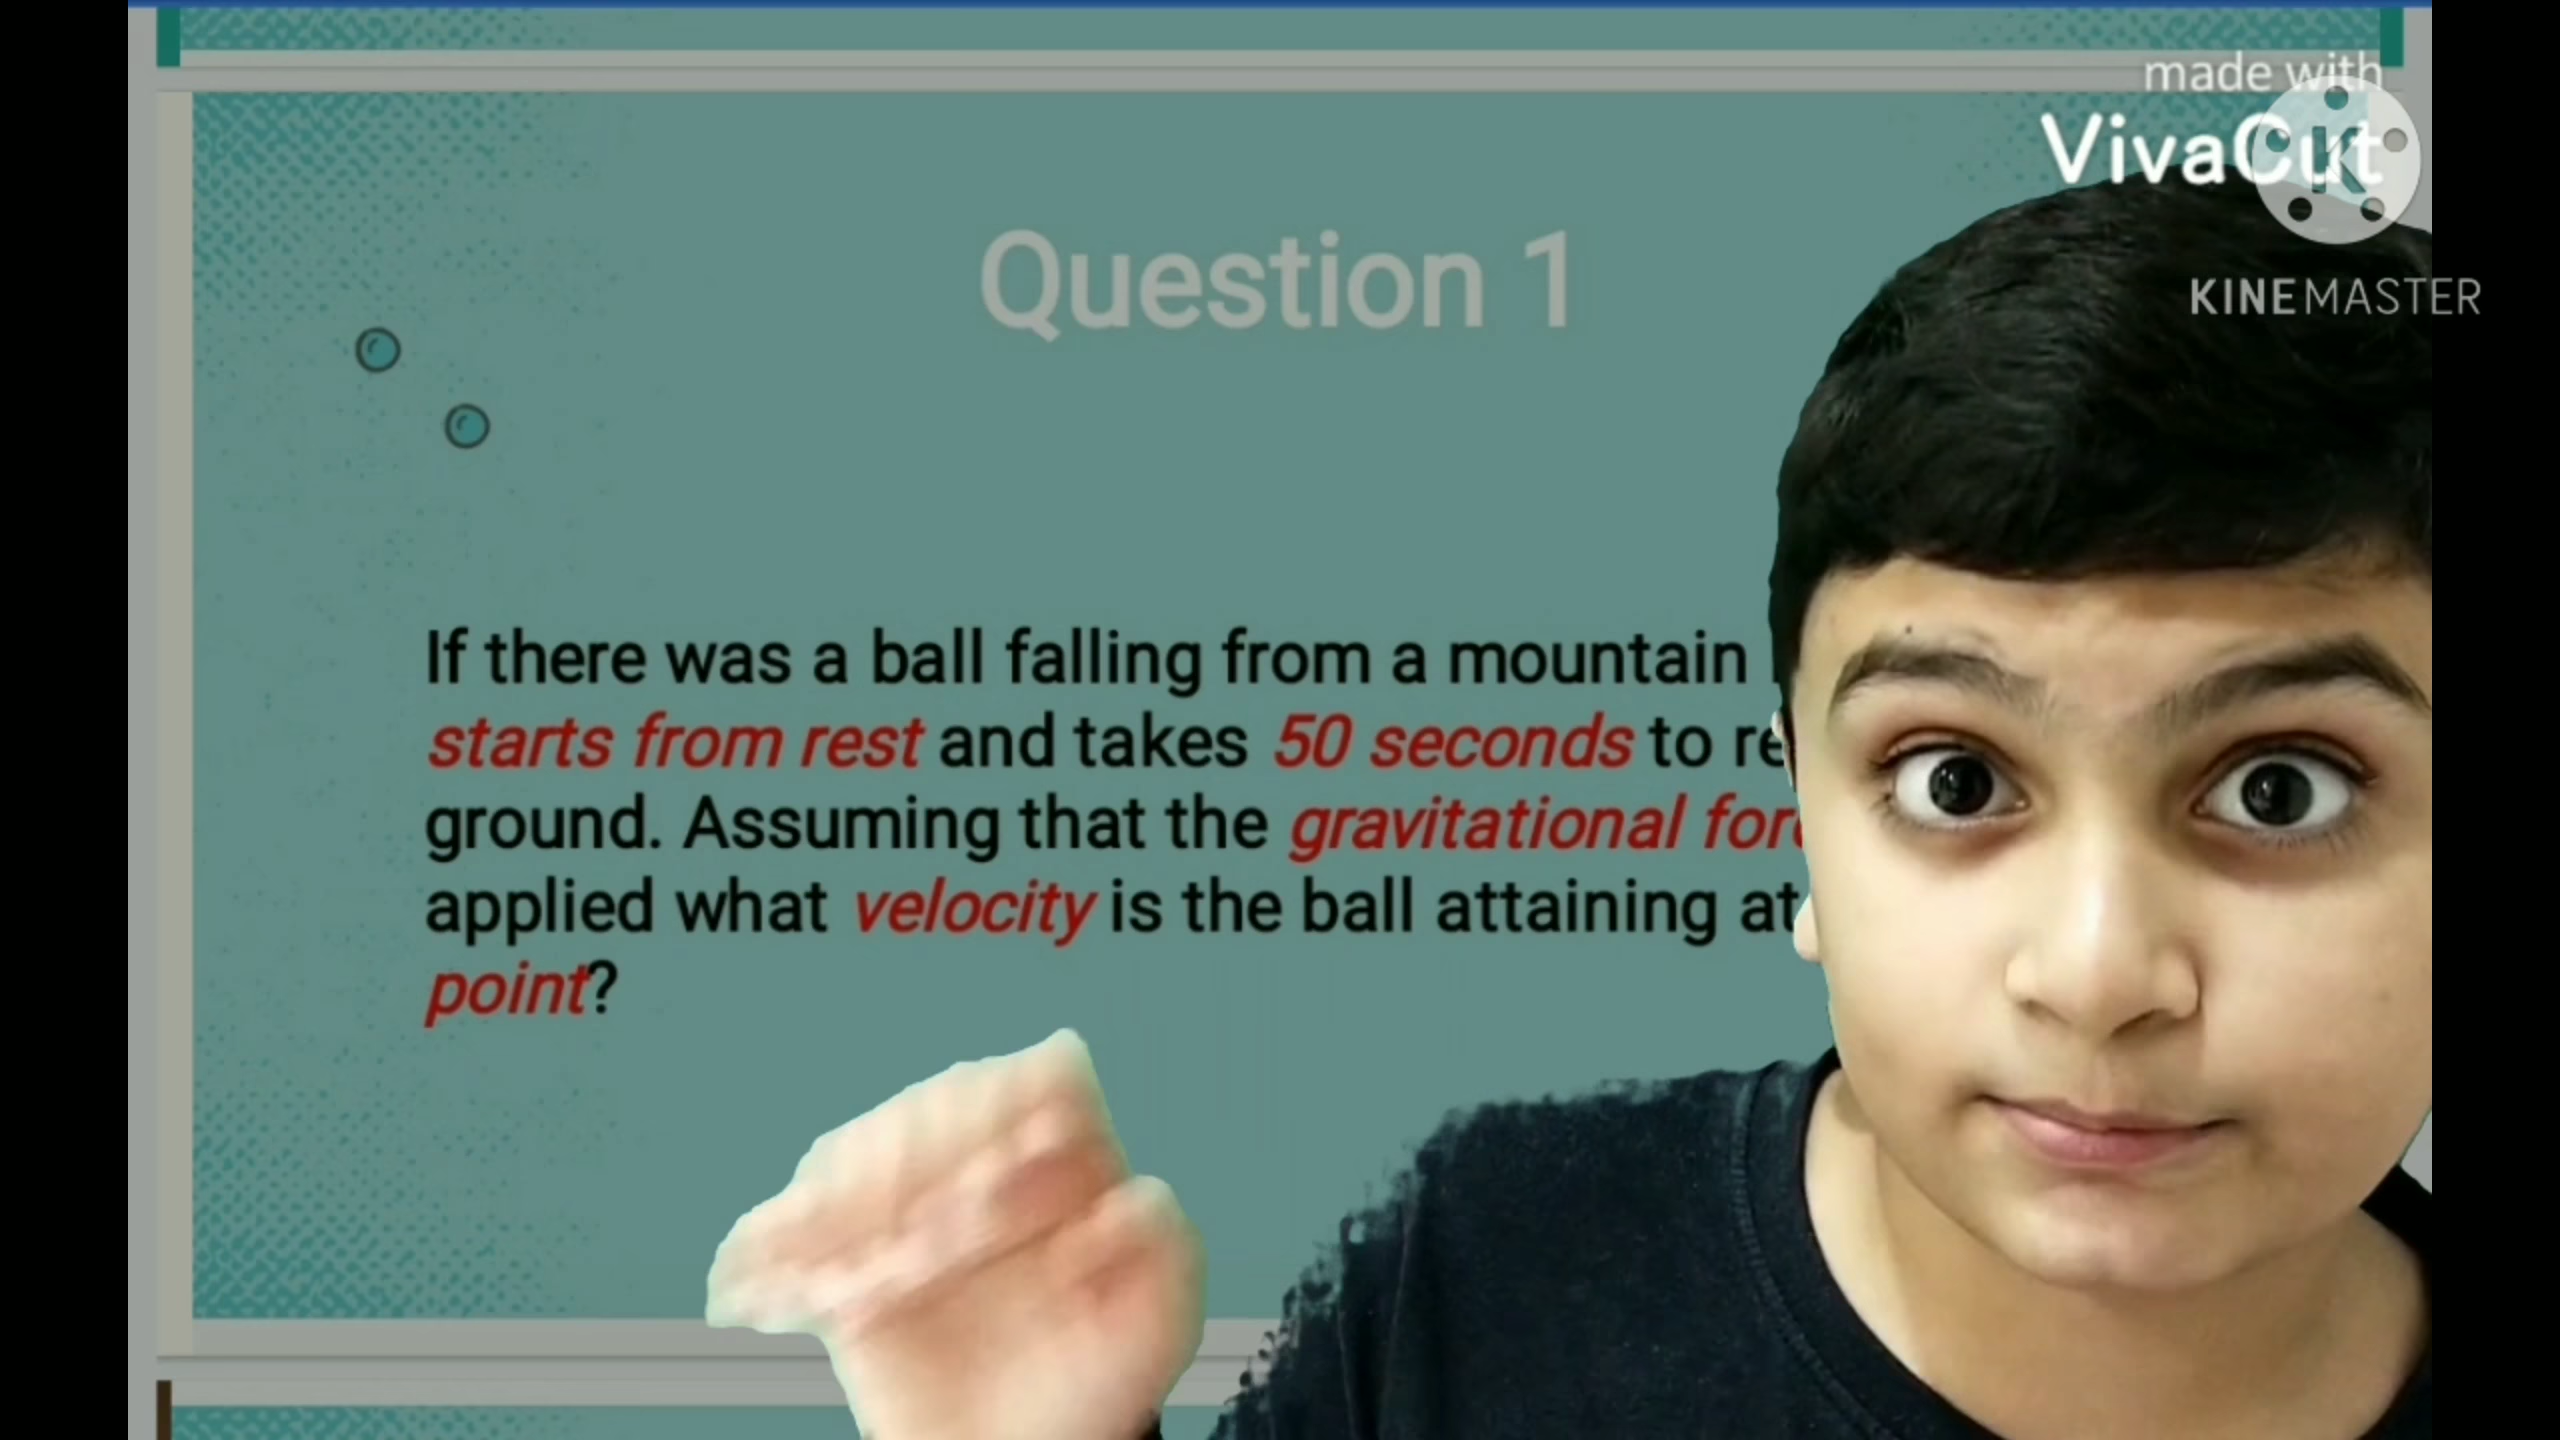 made with
VivaCut
K
KINEMASTER
Question 1
If there was a ball falling from a mountain
starts from rest and takes 50 seconds to
ground. Assuming that the gravitational
applied what velocity is the ball attaining at
point?